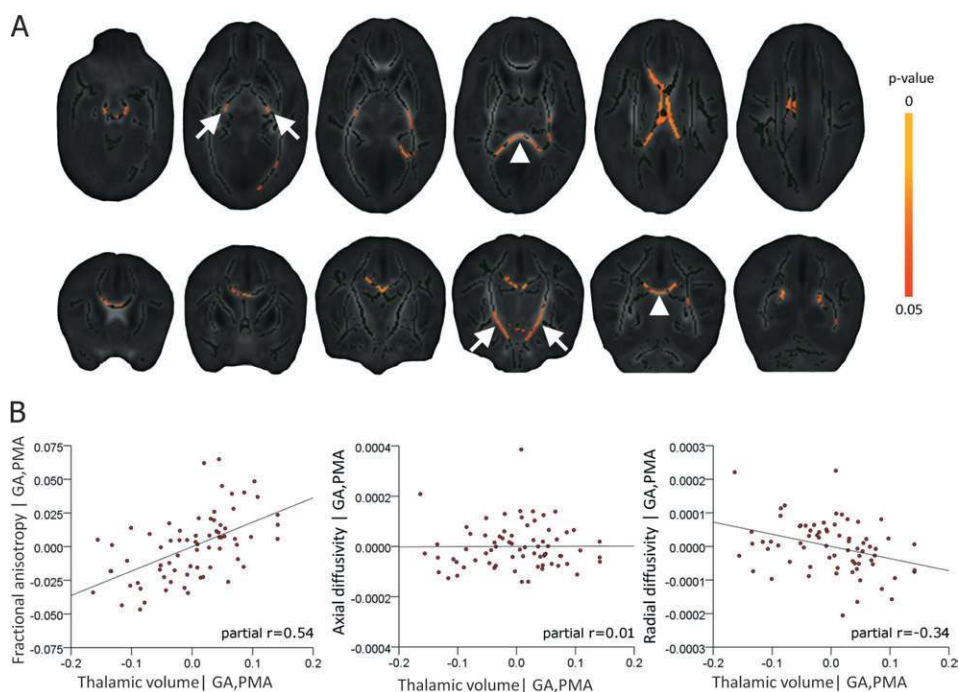 A
p-value
0
0.05
B
Fractional anisotropy | GA,PMA
0.075
0.050
0.025
0.000
-0.025
-0.050
-0.075
partial r=0.54
-0.2 -0.1 0.0 0.1 0.2
Thalamic volume | GA,PMA
Axial diffusivity | GA,PMA
0.0004
0.0002
0.0000
-0.0002
-0.0004
partial r=0.01
-0.2 -0.1 0.0 0.1 0.2
Thalamic volume | GA,PMA
Radial diffusivity | GA,PMA
0.0003
0.0002
0.0001
0.0000
-0.0001
-0.0002
-0.0003
partial r=-0.34
-0.2 -0.1 0.0 0.1 0.2
Thalamic volume | GA,PMA